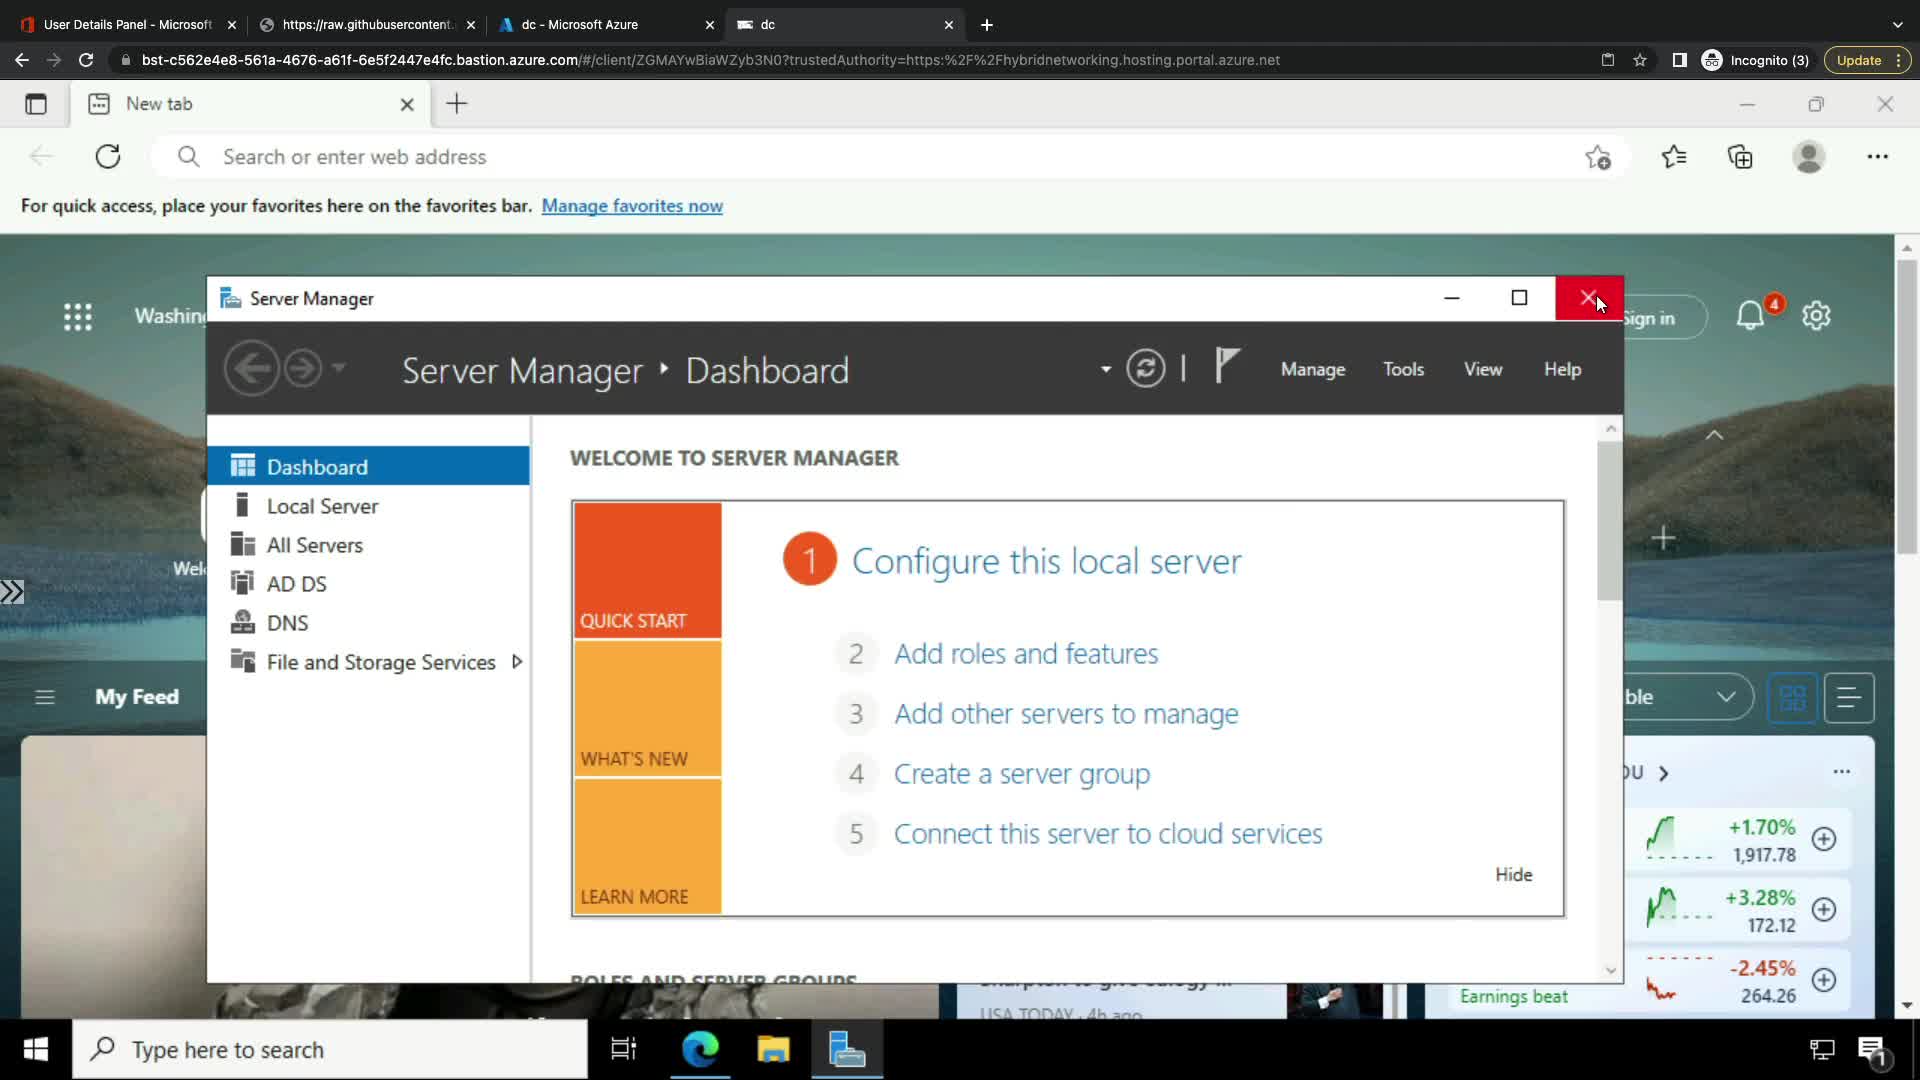 User Details Panel - Microsoft
https://raw.githubusercontent.
dc - Microsoft Azure
dc
bst-c562e4e8-561a-4676-a61f-6e5f2447e4fc.bastion.azure.com/#/client/ZGMAYwBiaWZyb3N0?trustedAuthority=https:%2F%2Fhybridnetworking.hosting.portal.azure.net
Incognito (3)
Update
New tab
Search or enter web address
For quick access, place your favorites here on the favorites bar. Manage favorites now
Server Manager
Washing
Sign in
4
Server Manager Dashboard
Manage Tools View Help
Dashboard
Local Server
All Servers
AD DS
DNS
File and Storage Services
WELCOME TO SERVER MANAGER
QUICK START
WHAT'S NEW
LEARN MORE
1 Configure this local server
2 Add roles and features
3 Add other servers to manage
4 Create a server group
5 Connect this server to cloud services
Hide
ROLES AND SERVER GROUPS
Welc
My Feed
ble
OU
+1.70%
1,917.78
+3.28%
172.12
-2.45%
264.26
Earnings beat
USA TODAY · 4h ago
Type here to search
1